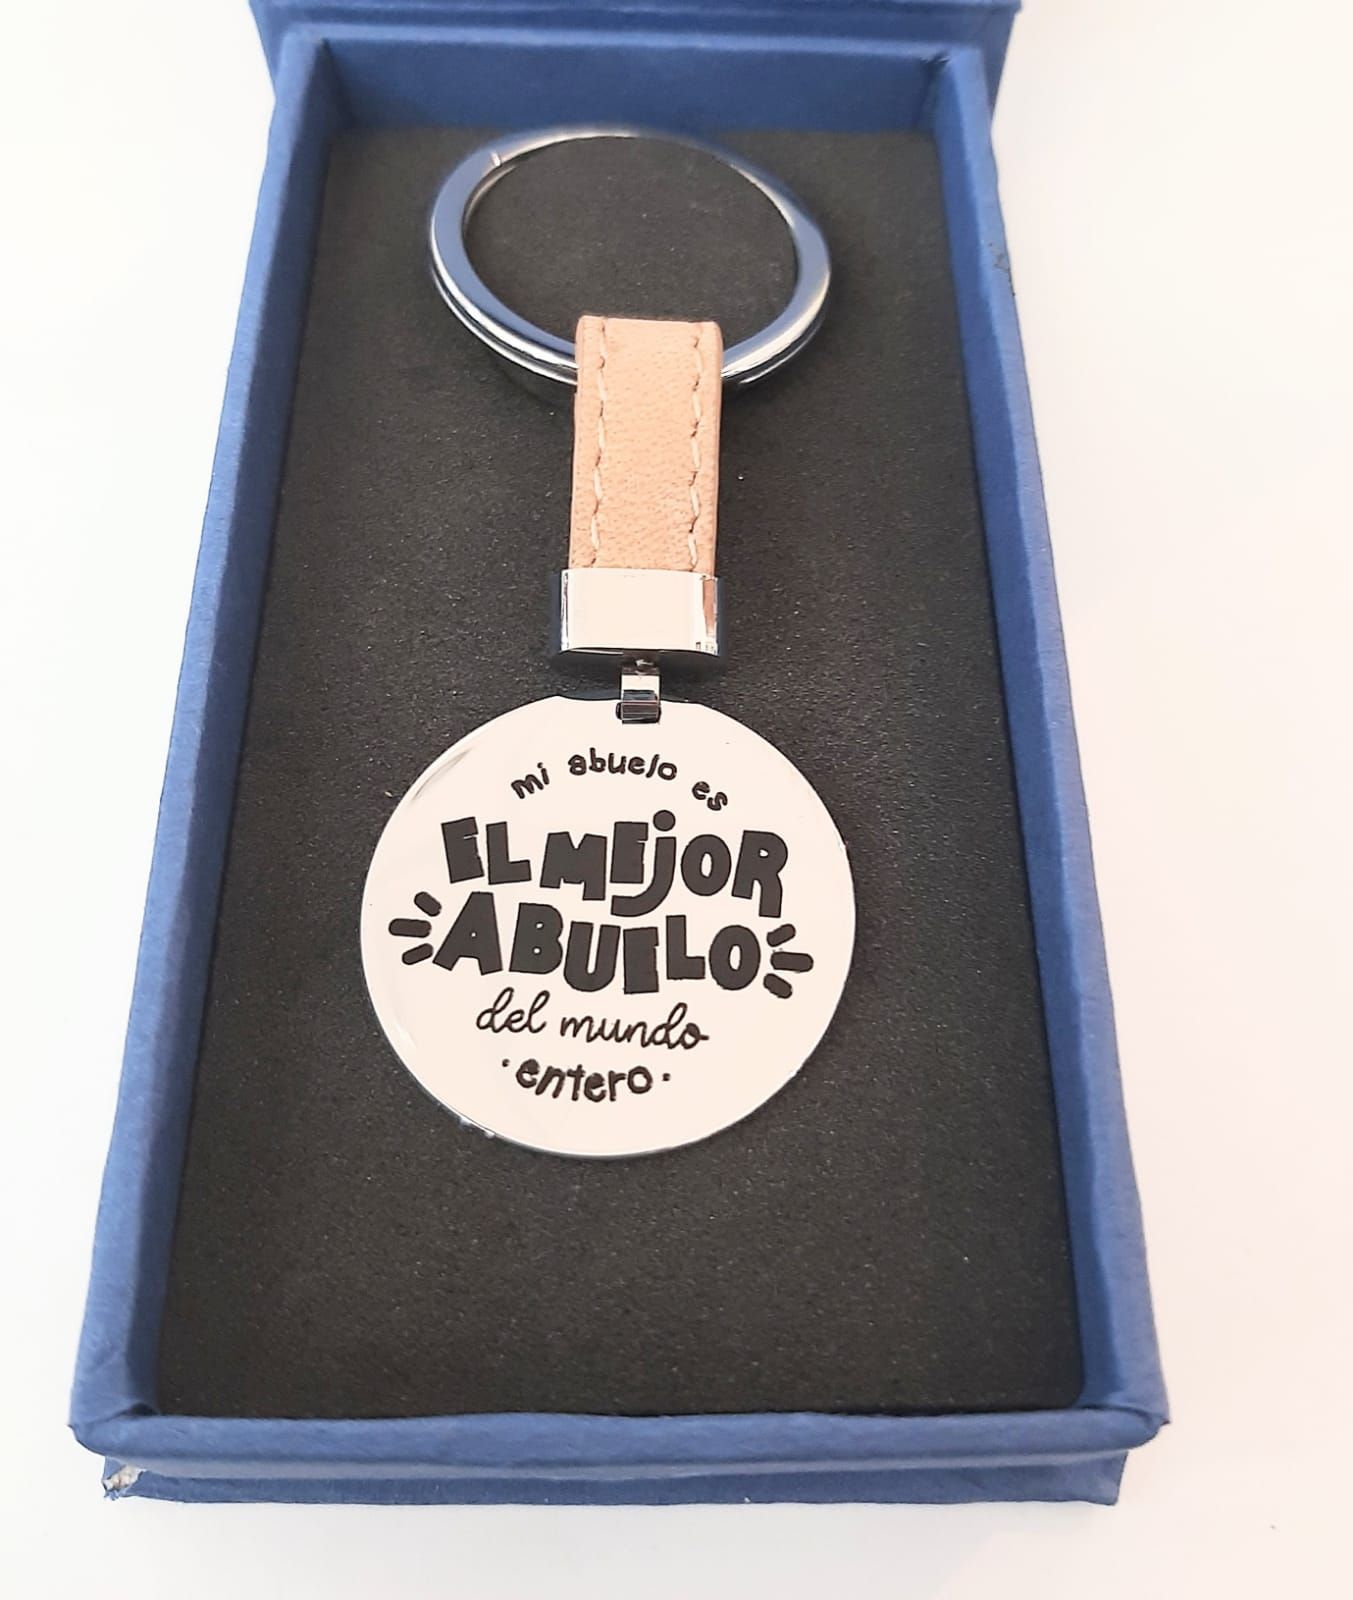 mi abuelo es
EL MEjOR
ABUELO
del mundo
·entero·